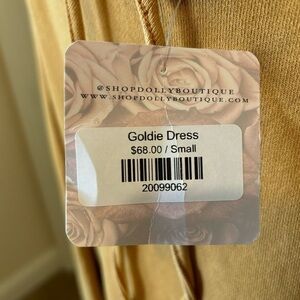 @SHOPDOLLYBOUTIQUE
WWW.SHOPDOLLYBOUTIQUE.COM
Goldie Dress
$68.00 / Small
20099062